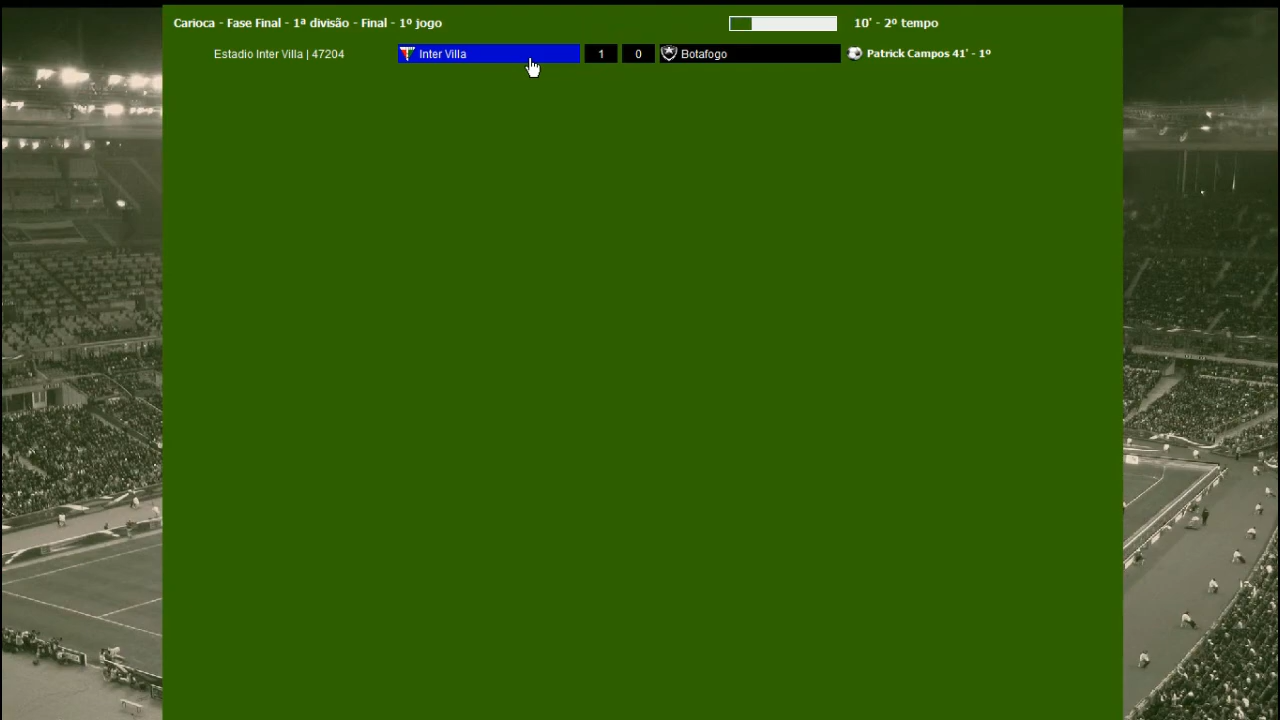 Carioca - Fase Final - 1ª divisão - Final - 1º jogo 10' - 2º tempo
Estadio Inter Villa | 47204 Inter Villa 1 0 Botafogo Patrick Campos 41' - 1º